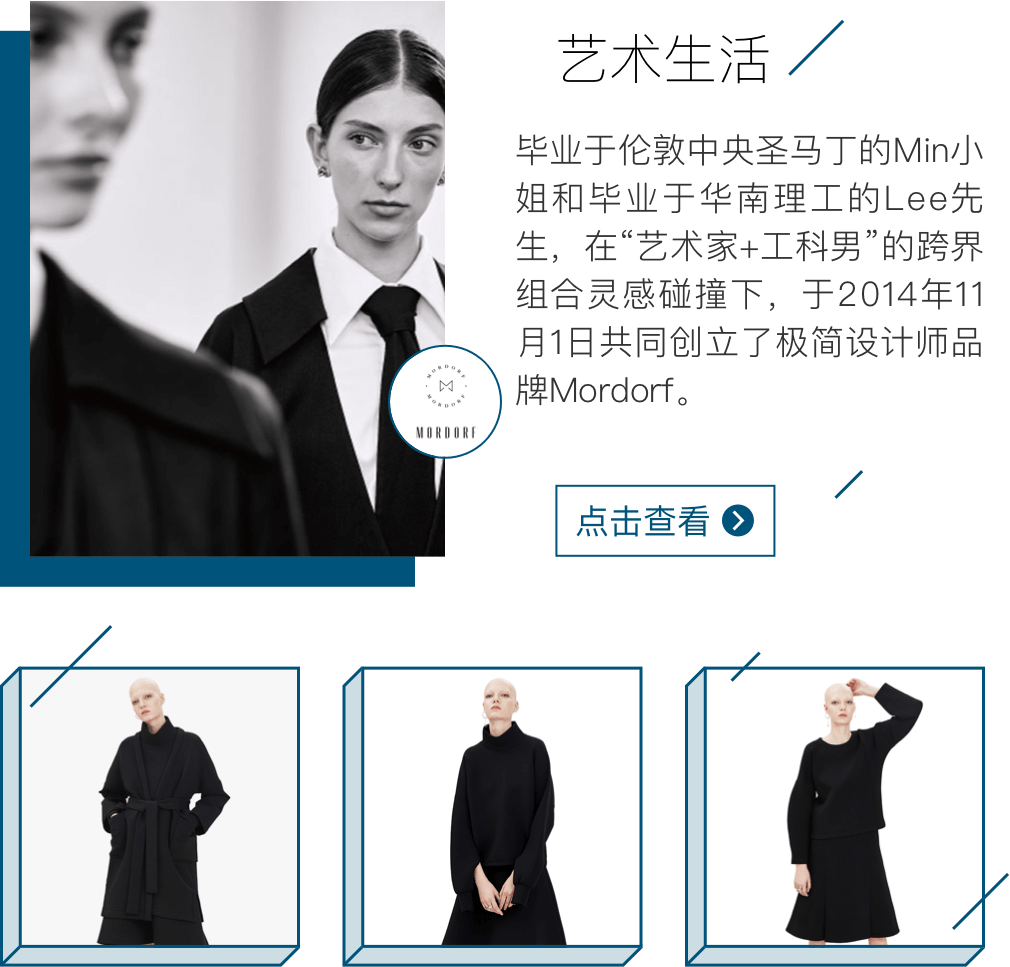 艺术生活
毕业于伦敦中央圣马丁的Min小
姐和毕业于华南理工的Lee先
生，在“艺术家+工科男”的跨界
组合灵感碰撞下，于2014年11
月1日共同创立了极简设计师品
牌Mordorf。
MORDORF
MORDORF
MORDORF
点击查看